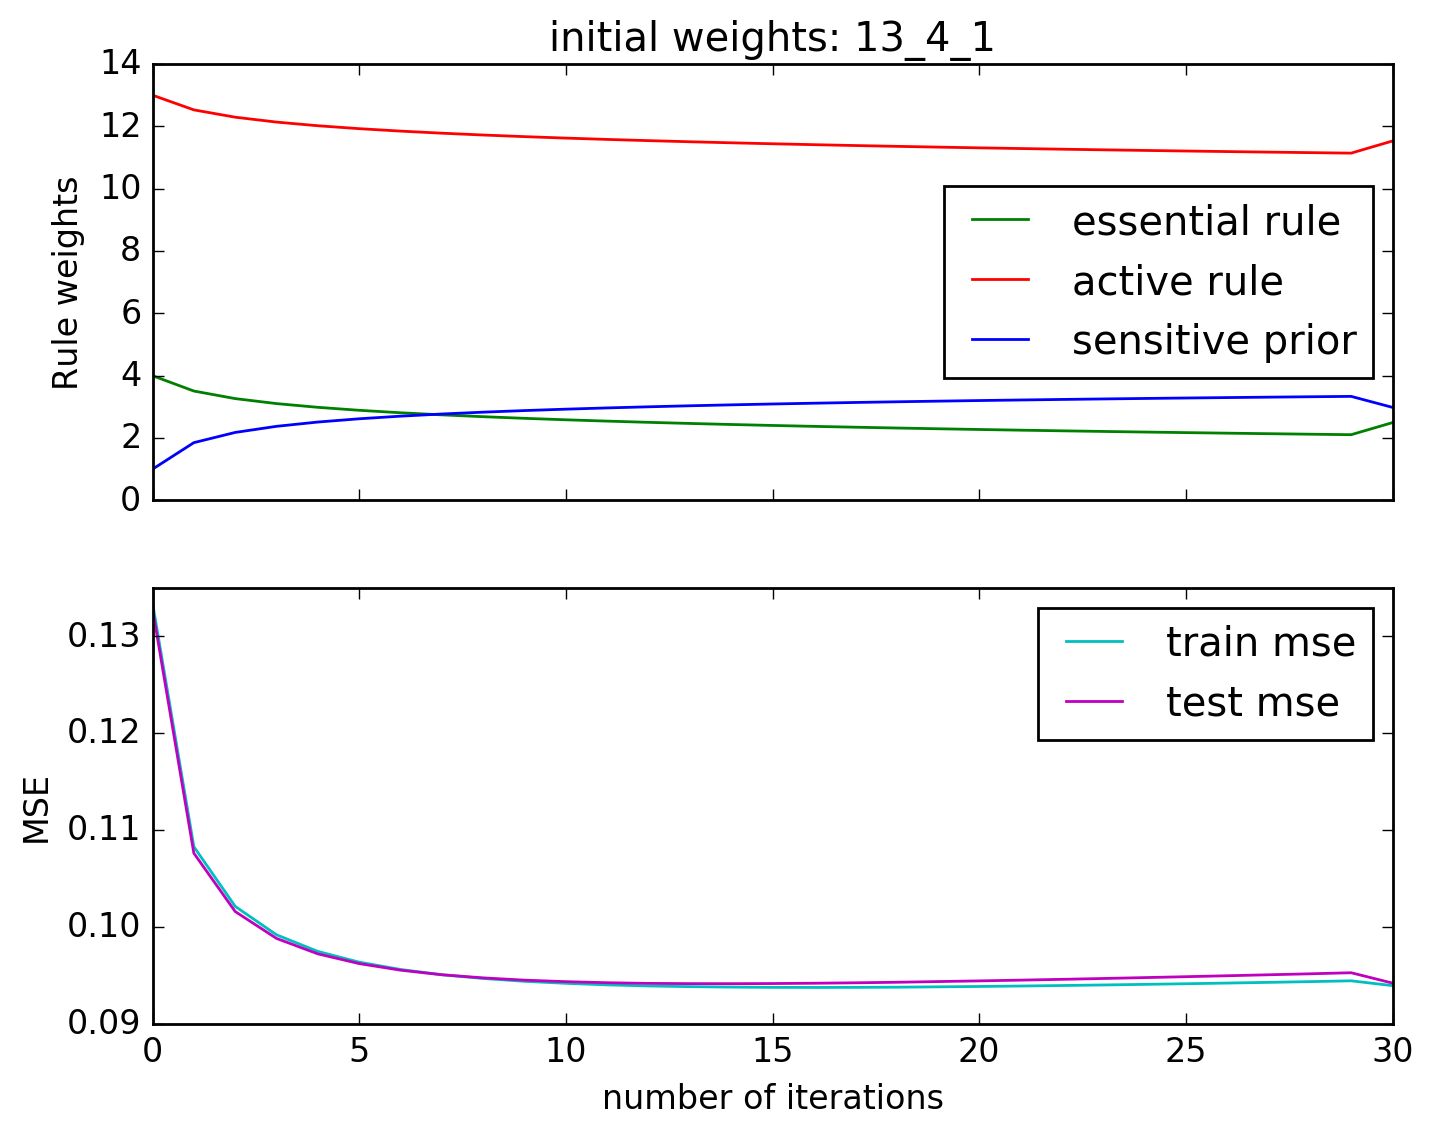 initial weights: 13_4_1
14
12
10
8
6
4
2
0
Rule weights
essential rule
active rule
sensitive prior
0.13
0.12
0.11
0.10
0.09
MSE
train mse
test mse
0 5 10 15 20 25 30
number of iterations